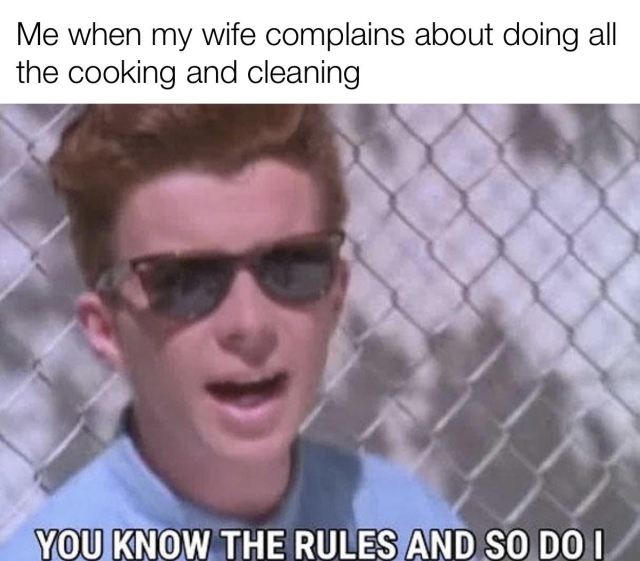 Me when my wife complains about doing all
the cooking and cleaning
YOU KNOW THE RULES AND SO DO I